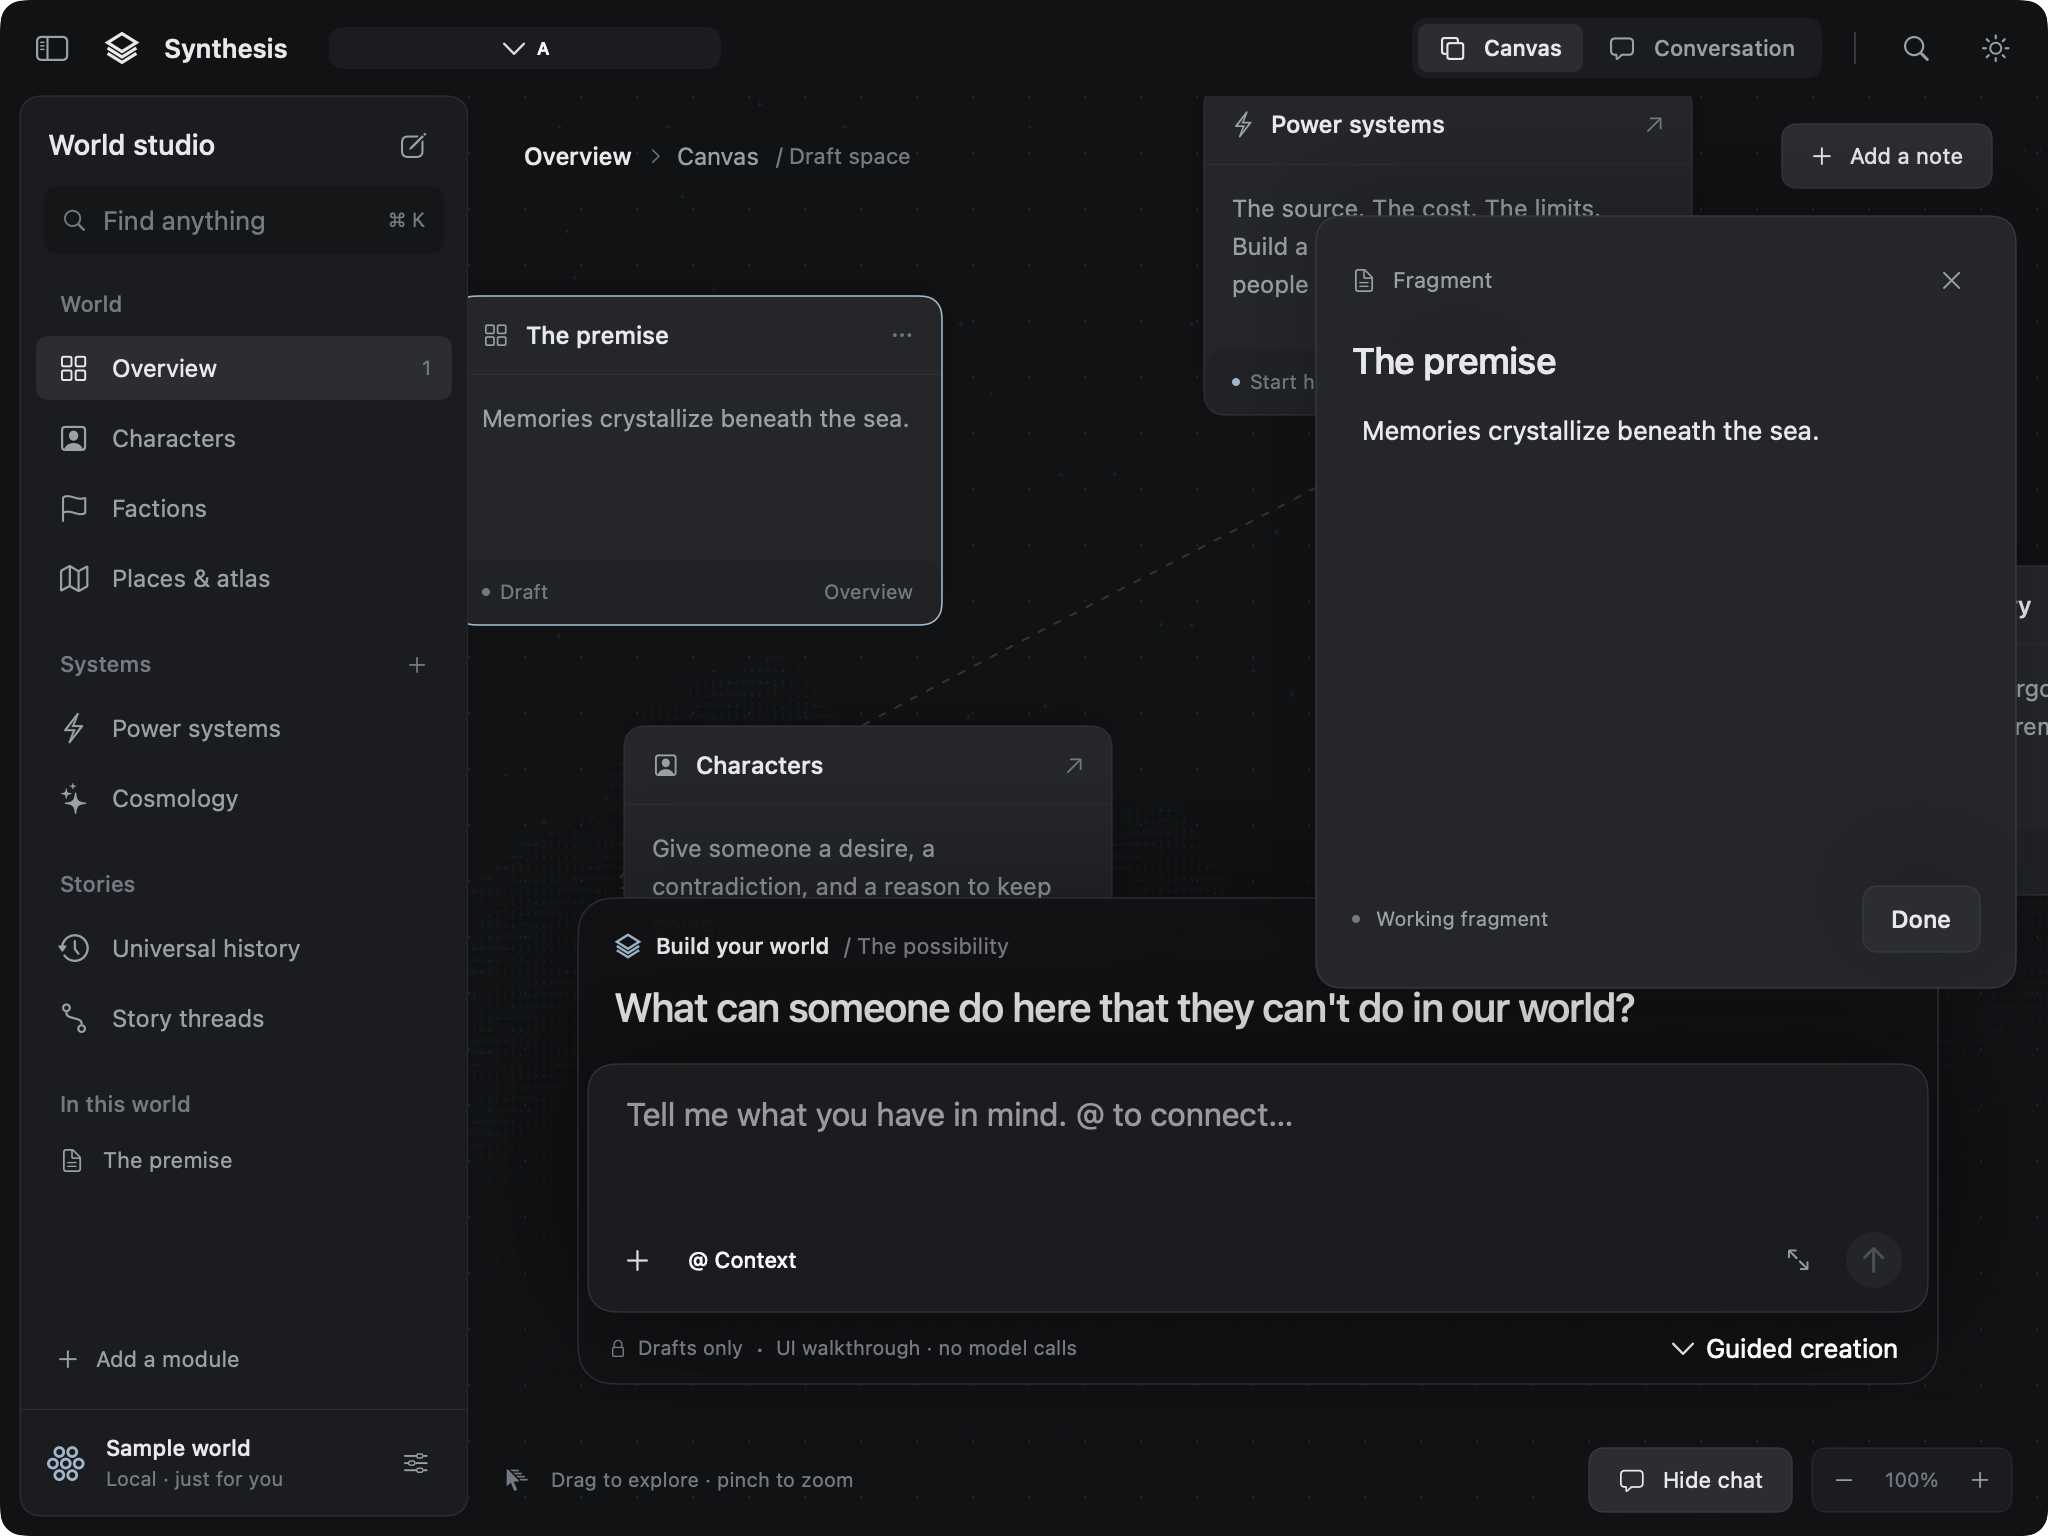 Synthesis
A
Canvas
Conversation
World studio
Find anything
⌘ K
World
Overview
1
Characters
Factions
Places & atlas
Systems
Power systems
Cosmology
Stories
Universal history
Story threads
In this world
The premise
Add a module
Sample world
Local · just for you
Overview > Canvas / Draft space
Add a note
Power systems
The source. The cost. The limits.
Build a
people
Start h
The premise
Memories crystallize beneath the sea.
Draft
Overview
Characters
Give someone a desire, a
contradiction, and a reason to keep
Fragment
The premise
Memories crystallize beneath the sea.
Working fragment
Done
Build your world / The possibility
What can someone do here that they can't do in our world?
Tell me what you have in mind. @ to connect...
@ Context
Drafts only · UI walkthrough · no model calls
Guided creation
Drag to explore · pinch to zoom
Hide chat
100%